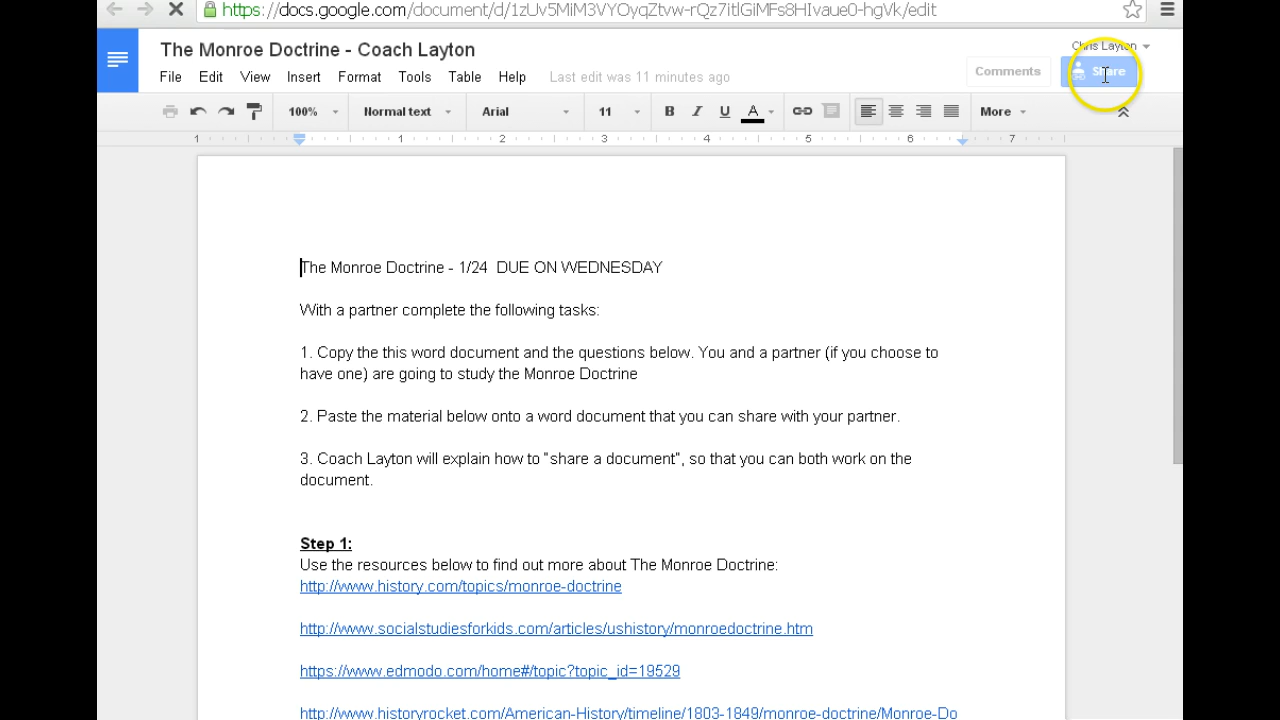 https://docs.google.com/document/d/1zUv5MiM3VYOyqZtvw-rQz7itlGiMFs8HIvaue0-hgVk/edit
The Monroe Doctrine - Coach Layton
Chris Layton
File Edit View Insert Format Tools Table Help Last edit was 11 minutes ago
Comments Share
100% Normal text Arial 11 B I U A More
1 1 2 3 4 5 6 7
The Monroe Doctrine - 1/24 DUE ON WEDNESDAY
With a partner complete the following tasks:
1. Copy the this word document and the questions below. You and a partner (if you choose to
have one) are going to study the Monroe Doctrine
2. Paste the material below onto a word document that you can share with your partner.
3. Coach Layton will explain how to "share a document", so that you can both work on the
document.
Step 1:
Use the resources below to find out more about The Monroe Doctrine:
http://www.history.com/topics/monroe-doctrine
http://www.socialstudiesforkids.com/articles/ushistory/monroedoctrine.htm
https://www.edmodo.com/home#/topic?topic_id=19529
http://www.historyrocket.com/American-History/timeline/1803-1849/monroe-doctrine/Monroe-Do